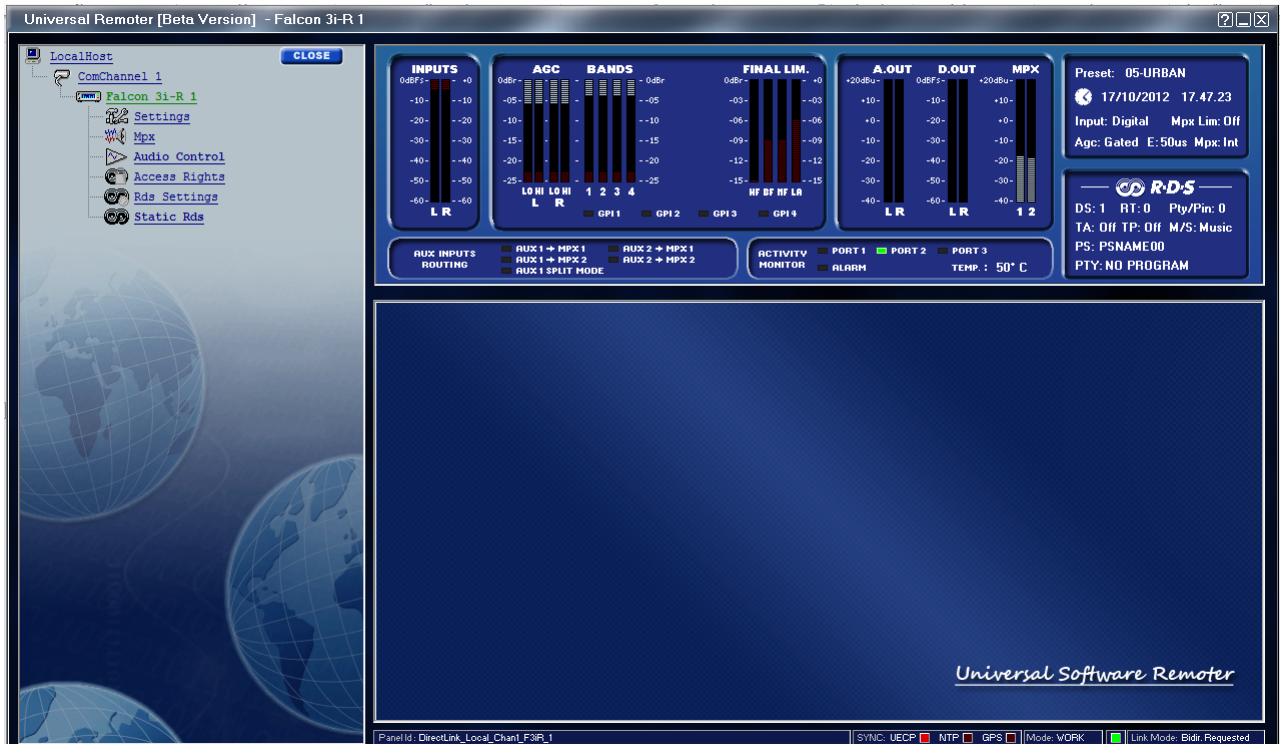 Universal Remoter [Beta Version] - Falcon 3i-R 1
LocalHost
CLOSE
ComChannel 1
Falcon 3i-R 1
Settings
Mpx
Audio Control
Access Rights
Rds Settings
Static Rds
INPUTS
0dBFs- - +0
-10- - -10
-20- - -20
-30- - -30
-40- - -40
-50- - -50
-60- - -60
L R
AGC BANDS
0dBr- - 0dBr
-05- - -05
-10- - -10
-15- - -15
-20- - -20
-25- - -25
LO HI LO HI 1 2 3 4
L R
GPI 1 GPI 2 GPI 3 GPI 4
FINAL LIM.
0dBr- - +0
-03- - -03
-06- - -06
-09- - -09
-12- - -12
-15- - -15
HF BF MF LA
A.OUT D.OUT MPX
+20dBu- 0dBFs- +20dBu-
+10- -10- +10-
+0- -20- +0-
-10- -30- -10-
-20- -40- -20-
-30- -50- -30-
-40- -60- -40-
L R L R 1 2
Preset: 05-URBAN
17/10/2012 17.47.23
Input: Digital Mpx Lim: Off
Agc: Gated E: 50us Mpx: Int
R·D·S
DS: 1 RT: 0 Pty/Pin: 0
TA: Off TP: Off M/S: Music
PS: PSNAME00
PTY: NO PROGRAM
AUX INPUTS
ROUTING
AUX 1 → MPX 1 AUX 2 → MPX 1
AUX 1 → MPX 2 AUX 2 → MPX 2
AUX 1 SPLIT MODE
ACTIVITY
MONITOR
PORT 1 PORT 2 PORT 3
ALARM TEMP. : 50° C
Universal Software Remoter
Panel Id : DirectLink_Local_Chan1_F3iR_1
SYNC: UECP NTP GPS Mode: WORK Link Mode: Bidir. Requested